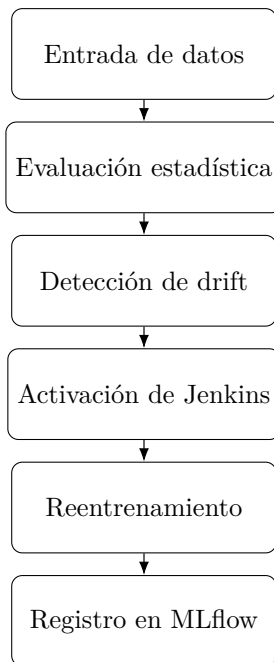 Entrada de datos
Evaluación estadística
Detección de drift
Activación de Jenkins
Reentrenamiento
Registro en MLflow